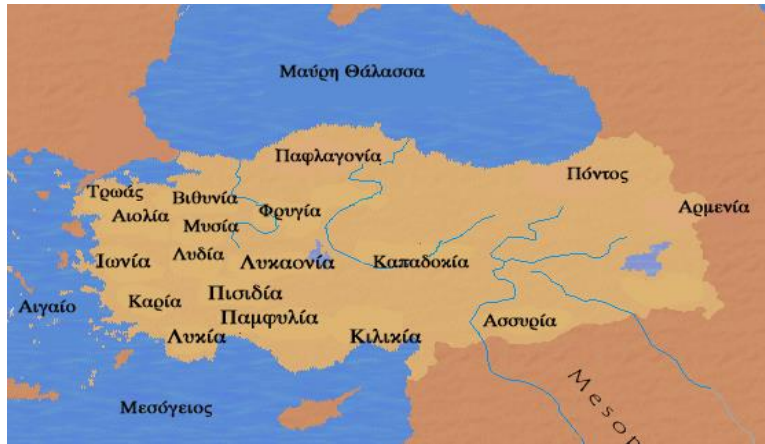 Μαύρη Θάλασσα
Παφλαγονία
Πόντος
Τρωάς
Βιθυνία
Αιολία
Φρυγία
Αρμενία
Μυσία
Ιωνία
Λυδία
Λυκαονία
Καπαδοκία
Καρία
Πισιδία
Αιγαίο
Παμφυλία
Ασσυρία
Λυκία
Κιλικία
Μεσόγειος
Mesop